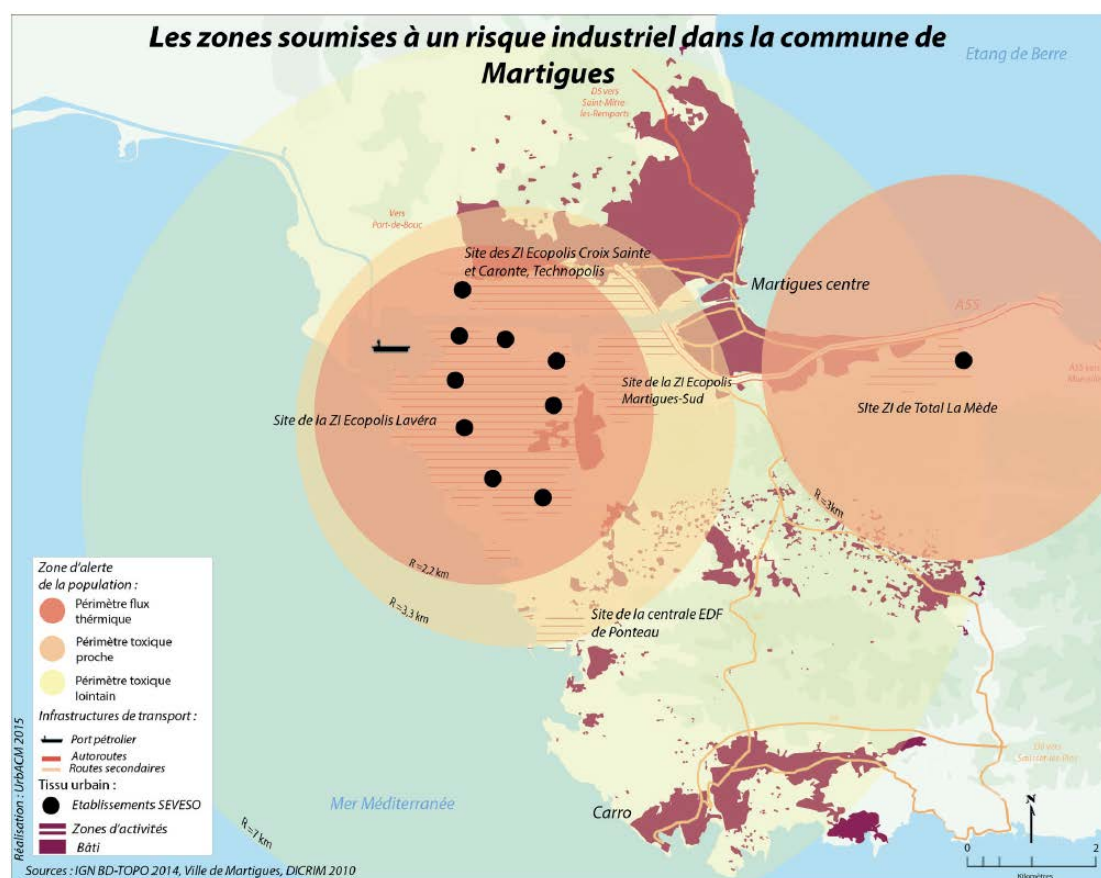 Les zones soumises à un risque industriel dans la commune de
Martigues
Etang de Berre
D5 vers
Saint-Mitre
les-Remparts
Vers
Port-de-Bouc
Site des ZI Ecopolis Croix Sainte
et Caronte, Technopolis
Martigues centre
A55
A55 vers
Site de la ZI Ecopolis
Martigues-Sud
SIte ZI de Total La Mède
Site de la ZI Ecopolis Lavéra
R =3km
R =2,2 km
R =3,3 km
Site de la centrale EDF
de Ponteau
Zone d'alerte
de la population :
Périmètre flux
thérmique
Périmètre toxique
proche
Périmètre toxique
lointain
Infrastructures de transport :
Port pétrolier
Autoroutes
Routes secondaires
Tissu urbain :
Etablissements SEVESO
Zones d'activités
Bâti
Réalisation : UrbACM 2015
Mer Méditerranée
Carro
R =7 km
N
0 2
Kilomètres
Sources : IGN BD-TOPO 2014, Ville de Martigues, DICRIM 2010